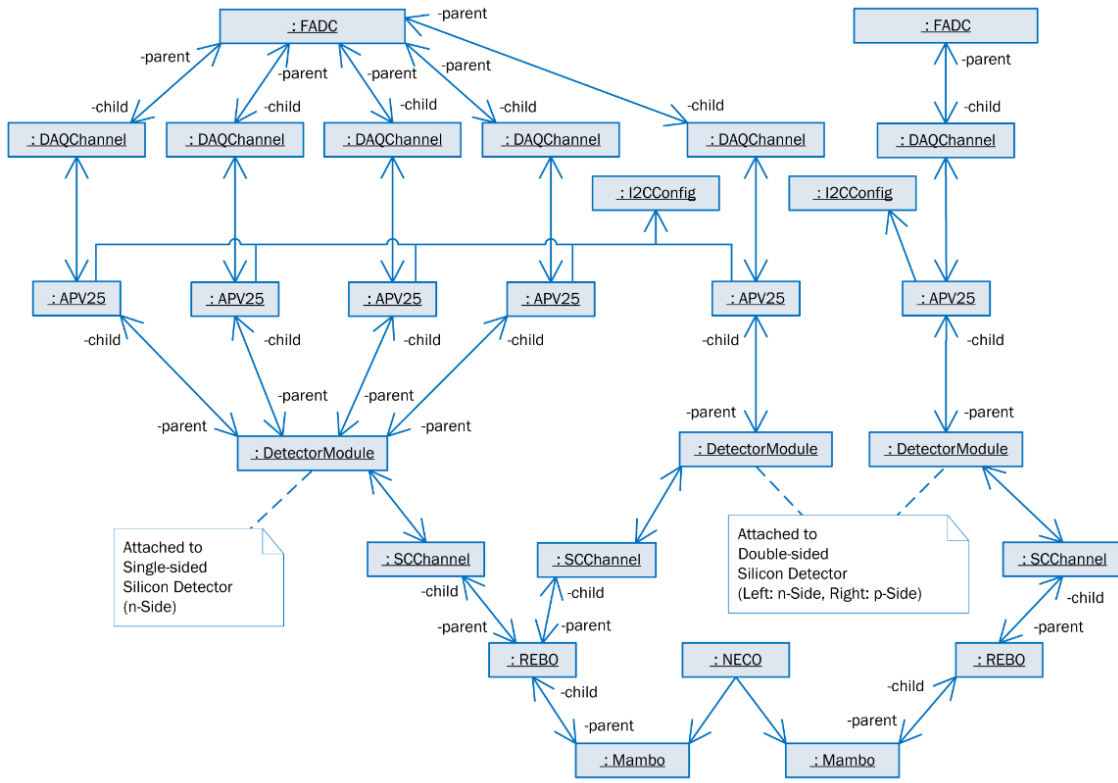 : FADC
-parent
: FADC
-parent
-parent
-parent
-parent
-parent
-child
-child
-child
-child
-child
-child
: DAQChannel
: DAQChannel
: DAQChannel
: DAQChannel
: DAQChannel
: DAQChannel
: I2CConfig
: I2CConfig
: APV25
: APV25
: APV25
: APV25
: APV25
: APV25
-child
-child
-child
-child
-child
-child
-parent
-parent
-parent
-parent
-parent
-parent
: DetectorModule
: DetectorModule
: DetectorModule
Attached to
Single-sided
Silicon Detector
(n-Side)
: SCChannel
: SCChannel
Attached to
Double-sided
Silicon Detector
(Left: n-Side, Right: p-Side)
: SCChannel
-child
-child
-child
-parent
-parent
-parent
: REBO
: NECO
: REBO
-child
-child
-parent
-parent
: Mambo
: Mambo